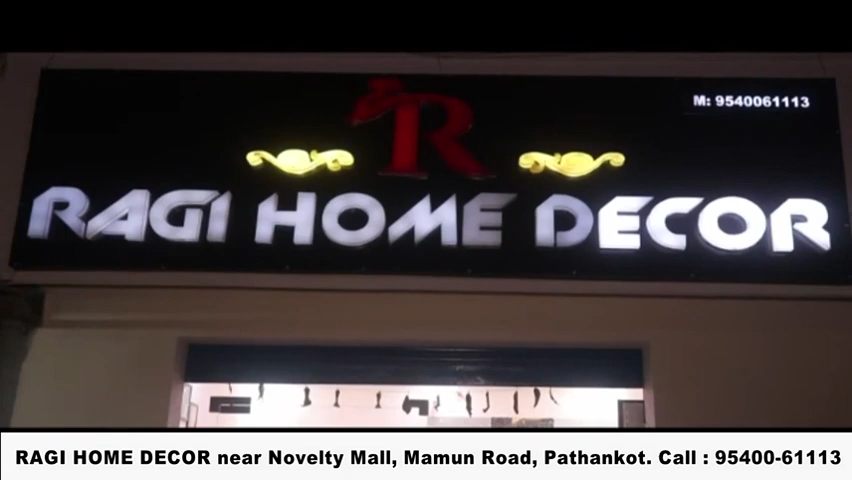 R
M: 9540061113
RAGI HOME DECOR
RAGI HOME DECOR near Novelty Mall, Mamun Road, Pathankot. Call : 95400-61113